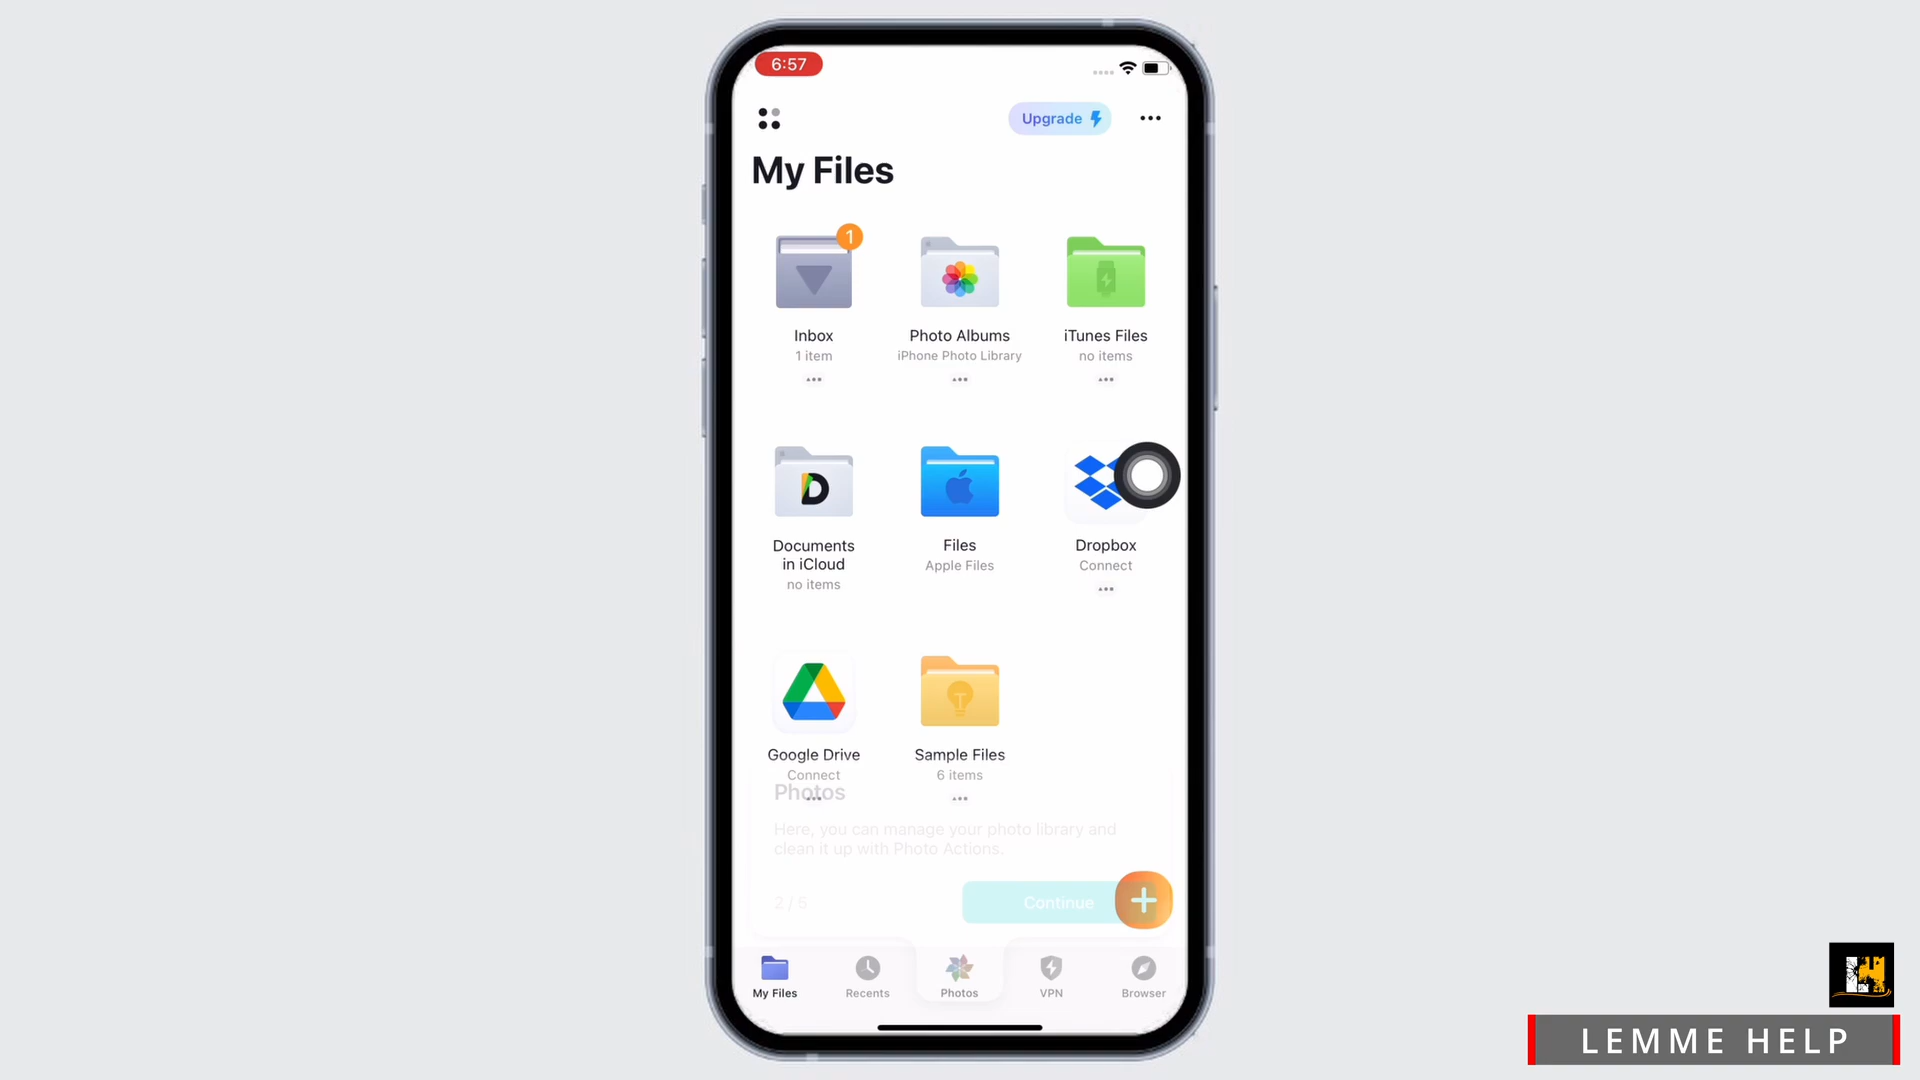 6:57
Upgrade
My Files
1
Inbox
1 item
Photo Albums
iPhone Photo Library
iTunes Files
no items
Documents
in iCloud
no items
Files
Apple Files
Dropbox
Connect
Google Drive
Connect
Sample Files
6 items
Photos
Here, you can manage your photo library and
clean it up with Photo Actions.
2 / 5
Continue
My Files
Recents
Photos
VPN
Browser
LEMME HELP